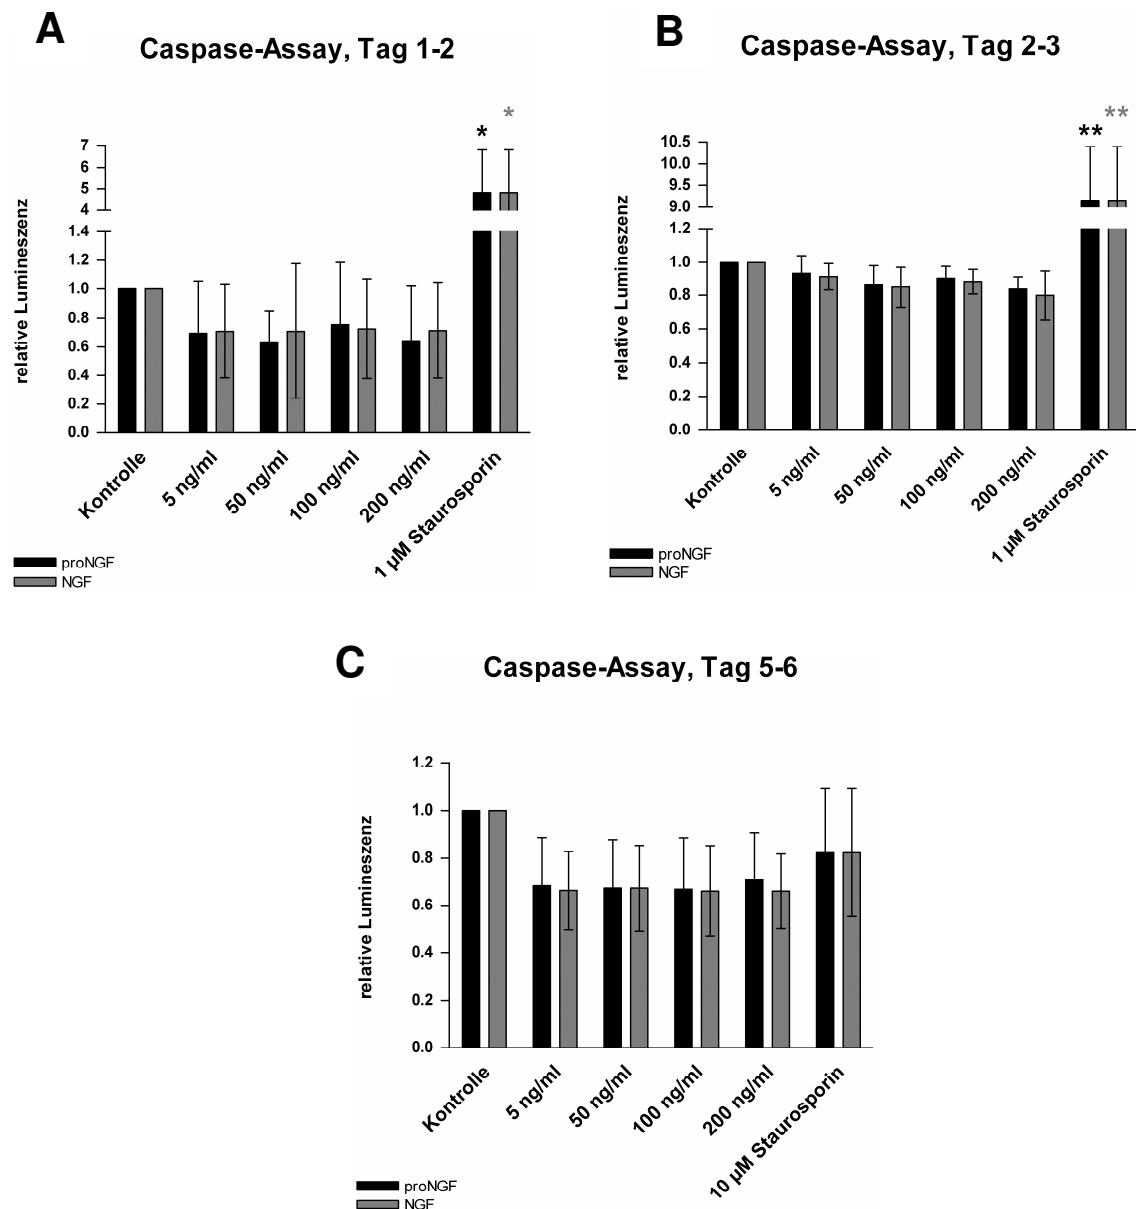 A
Caspase-Assay, Tag 1-2
*
*
7
6
5
4
1.4
1.2
1.0
0.8
0.6
0.4
0.2
0.0
relative Lumineszenz
Kontrolle
5 ng/ml
50 ng/ml
100 ng/ml
200 ng/ml
1 µM Staurosporin
proNGF
NGF
B
Caspase-Assay, Tag 2-3
**
**
10.5
10.0
9.5
9.0
1.2
1.0
0.8
0.6
0.4
0.2
0.0
relative Lumineszenz
Kontrolle
5 ng/ml
50 ng/ml
100 ng/ml
200 ng/ml
1 µM Staurosporin
proNGF
NGF
C
Caspase-Assay, Tag 5-6
1.2
1.0
0.8
0.6
0.4
0.2
0.0
relative Lumineszenz
Kontrolle
5 ng/ml
50 ng/ml
100 ng/ml
200 ng/ml
10 µM Staurosporin
proNGF
NGF